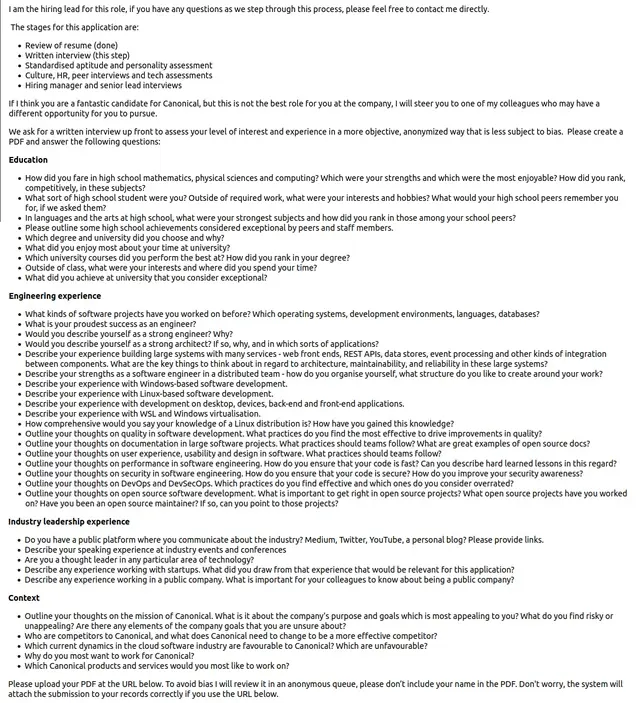 I am the hiring lead for this role, if you have any questions as we step through this process, please feel free to contact me directly.
The stages for this application are:
• Review of resume (done)
• Written interview (this step)
• Standardised aptitude and personality assessment
• Culture, HR, peer interviews and tech assessments
• Hiring manager and senior lead interviews
If I think you are a fantastic candidate for Canonical, but this is not the best role for you at the company, I will steer you to one of my colleagues who may have a
different opportunity for you to pursue.
We ask for a written interview up front to assess your level of interest and experience in a more objective, anonymized way that is less subject to bias. Please create a
PDF and answer the following questions:
Education
• How did you fare in high school mathematics, physical sciences and computing? Which were your strengths and which were the most enjoyable? How did you rank,
competitively, in these subjects?
• What sort of high school student were you? Outside of required work, what were your interests and hobbies? What would your high school peers remember you
for, if we asked them?
• In languages and the arts at high school, what were your strongest subjects and how did you rank in those among your school peers?
• Please outline some high school achievements considered exceptional by peers and staff members.
• Which degree and university did you choose and why?
• What did you enjoy most about your time at university?
• Which university courses did you perform the best at? How did you rank in your degree?
• Outside of class, what were your interests and where did you spend your time?
• What did you achieve at university that you consider exceptional?
Engineering experience
• What kinds of software projects have you worked on before? Which operating systems, development environments, languages, databases?
• What is your proudest success as an engineer?
• Would you describe yourself as a strong engineer? Why?
• Would you describe yourself as a strong architect? If so, why, and in which sorts of applications?
• Describe your experience building large systems with many services - web front ends, REST APIs, data stores, event processing and other kinds of integration
between components. What are the key things to think about in regard to architecture, maintainability, and reliability in these large systems?
• Describe your strengths as a software engineer in a distributed team - how do you organise yourself, what structure do you like to create around your work?
• Describe your experience with Windows-based software development.
• Describe your experience with Linux-based software development.
• Describe your experience with development on desktop, devices, back-end and front-end applications.
• Describe your experience with WSL and Windows virtualisation.
• How comprehensive would you say your knowledge of a Linux distribution is? How have you gained this knowledge?
• Outline your thoughts on quality in software development. What practices do you find the most effective to drive improvements in quality?
• Outline your thoughts on documentation in large software projects. What practices should teams follow? What are great examples of open source docs?
• Outline your thoughts on user experience, usability and design in software. What practices should teams follow?
• Outline your thoughts on performance in software engineering. How do you ensure that your code is fast? Can you describe hard learned lessons in this regard?
• Outline your thoughts on security in software engineering. How do you ensure that your code is secure? How do you improve your security awareness?
• Outline your thoughts on DevOps and DevSecOps. Which practices do you find effective and which ones do you consider overrated?
• Outline your thoughts on open source software development. What is important to get right in open source projects? What open source projects have you worked
on? Have you been an open source maintainer? If so, can you point to those projects?
Industry leadership experience
• Do you have a public platform where you communicate about the industry? Medium, Twitter, YouTube, a personal blog? Please provide links.
• Describe your speaking experience at industry events and conferences
• Are you a thought leader in any particular area of technology?
• Describe any experience working with startups. What did you draw from that experience that would be relevant for this application?
• Describe any experience working in a public company. What is important for your colleagues to know about being a public company?
Context
• Outline your thoughts on the mission of Canonical. What is it about the company's purpose and goals which is most appealing to you? What do you find risky or
unappealing? Are there any elements of the company goals that you are unsure about?
• Who are competitors to Canonical, and what does Canonical need to change to be a more effective competitor?
• Which current dynamics in the cloud software industry are favourable to Canonical? Which are unfavourable?
• Why do you most want to work for Canonical?
• Which Canonical products and services would you most like to work on?
Please upload your PDF at the URL below. To avoid bias I will review it in an anonymous queue, please don't include your name in the PDF. Don't worry, the system will
attach the submission to your records correctly if you use the URL below.